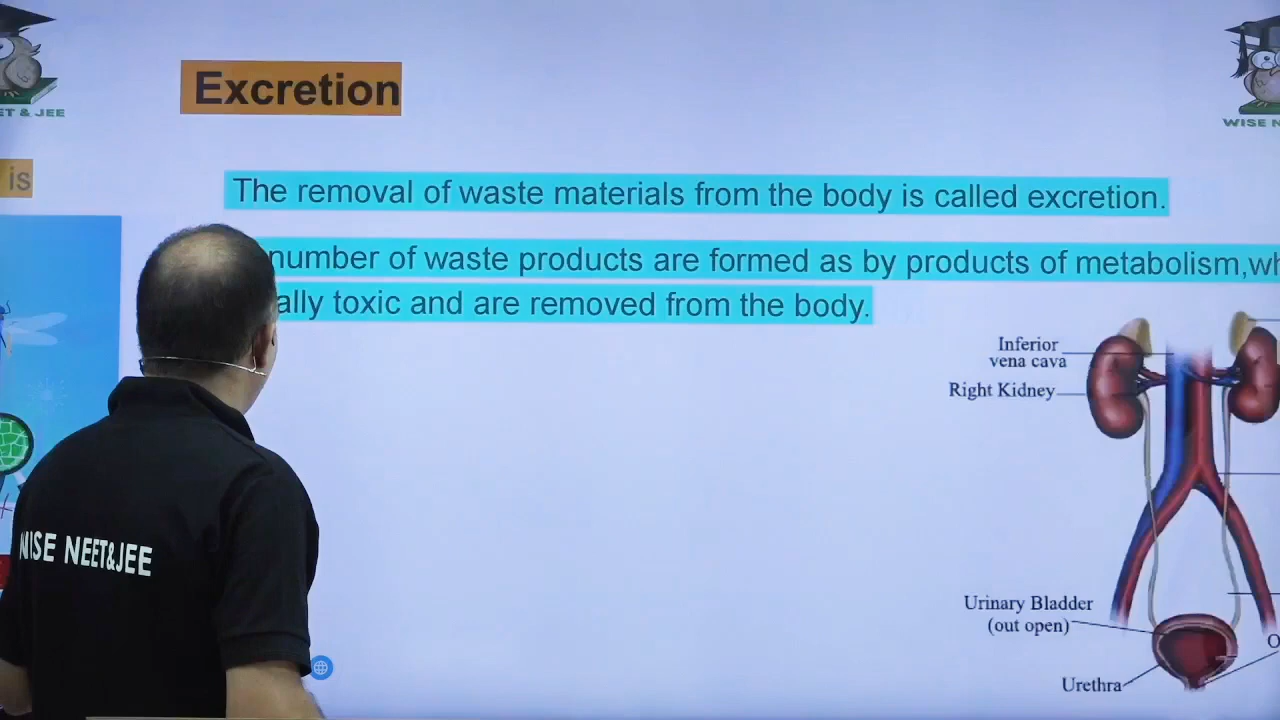 ET & JEE
WISE N
Excretion
is
The removal of waste materials from the body is called excretion.
number of waste products are formed as by products of metabolism,wh
ally toxic and are removed from the body.
Inferior
vena cava
Right Kidney
WISE NEET&JEE
Urinary Bladder
(out open)
O
Urethra